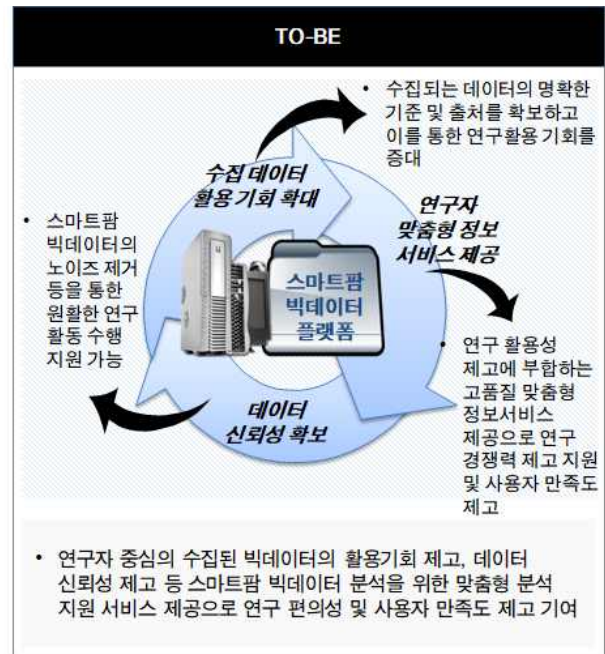 TO-BE
• 수집되는 데이터의 명확한
기준 및 출처를 확보하고
이를 통한 연구활용 기회를
증대
수집 데이터
활용기회 확대
연구자
맞춤형 정보
서비스 제공
• 스마트팜
빅데이터의
노이즈 제거
등을 통한
원활한 연구
활동 수행
지원 가능
스마트팜
빅데이터
플랫폼
• 연구 활용성
제고에 부합하는
고품질 맞춤형
정보서비스
제공으로 연구
경쟁력 제고 지원
및 사용자 만족도
제고
데이터
신뢰성 확보
• 연구자 중심의 수집된 빅데이터의 활용기회 제고, 데이터
신뢰성 제고 등 스마트팜 빅데이터 분석을 위한 맞춤형 분석
지원 서비스 제공으로 연구 편의성 및 사용자 만족도 제고 기여